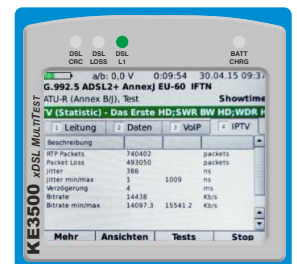 DSL CRC
DSL LOSS
DSL L1
BATT CHRG
a/b: 0,0 V 0:09:54 30.04.15 09:37
G.992.5 ADSL2+ AnnexJ EU-60 IFTN
ATU-R (Annex B/J), Test Showtime
V (Statistic) - Das Erste HD;SWR BW HD;WDR H
1 Leitung 2 Daten 3 VoIP 4 IPTV
Beschreibung
RTP Packets 740402 packets
Packet Loss 493050 packets
Jitter 386 ns
Jitter min/max 1 1009 ns
Verzögerung 4 ms
Bitrate 14438 Kb/s
Bitrate min/max 14097.3 15541.2 Kb/s
Mehr Ansichten Tests Stop
KE3500 xDSL MULTITEST